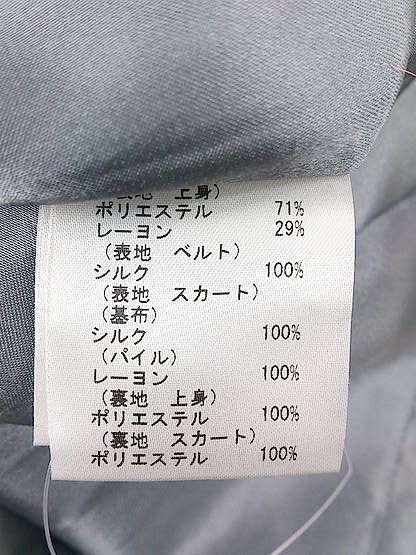 （表地　上身）
ポリエステル　71%
レーヨン　29%
（表地　ベルト）
シルク　100%
（表地　スカート）
（基布）
シルク　100%
（パイル）
レーヨン　100%
（裏地　上身）
ポリエステル　100%
（裏地　スカート）
ポリエステル　100%